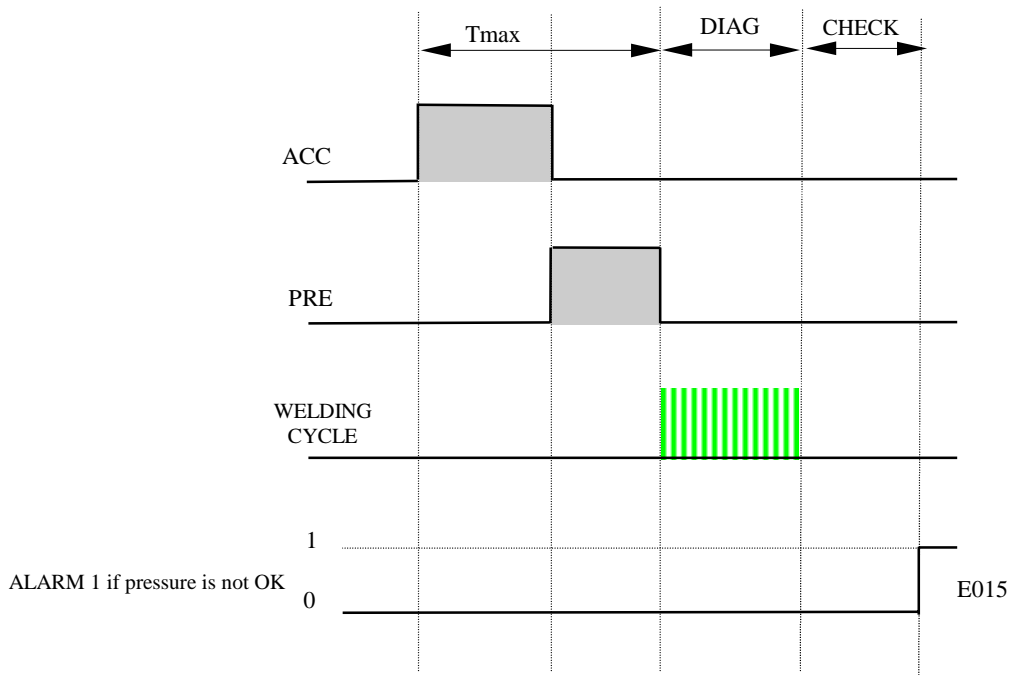 Tmax
DIAG
CHECK
ACC
PRE
WELDING
CYCLE
1
ALARM 1 if pressure is not OK
0
E015